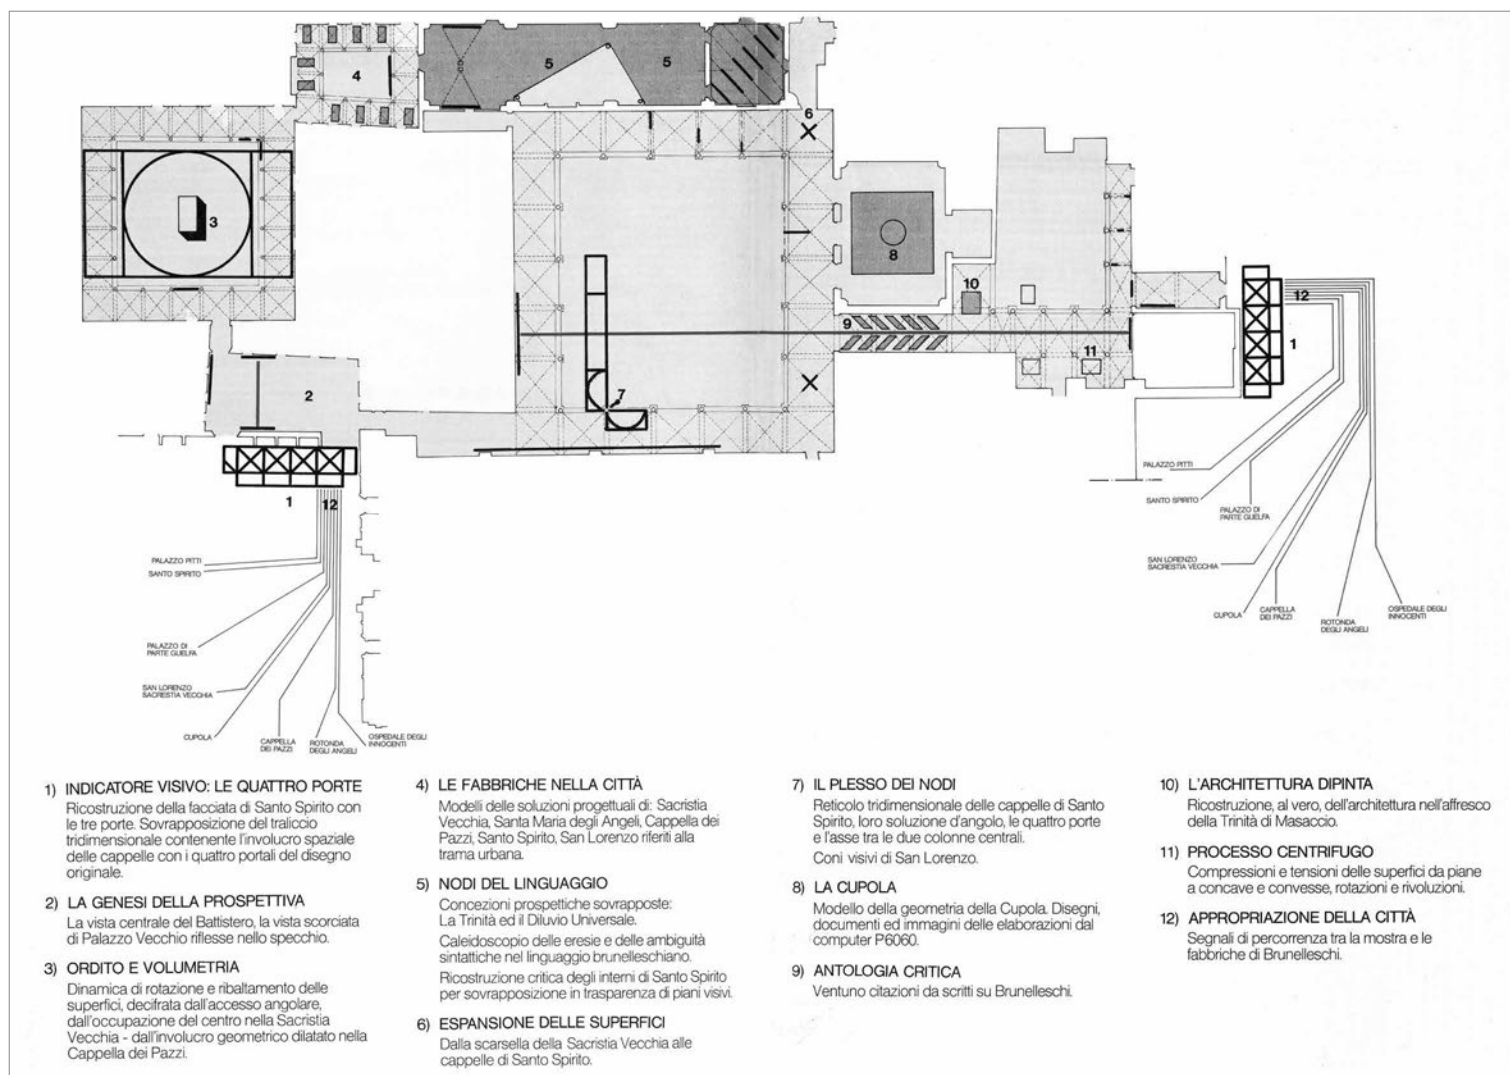 4
5
5
6
3
8
10
12
9
1
11
7
2
1
12
PALAZZO PITTI
SANTO SPIRITO
PALAZZO DI
PARTE GUELFA
SAN LORENZO
SACRESTIA VECCHIA
CUPOLA
CAPPELLA
DEI PAZZI
ROTONDA
DEGLI ANGELI
OSPEDALE DEGLI
INNOCENTI
PALAZZO PITTI
SANTO SPIRITO
PALAZZO DI
PARTE GUELFA
SAN LORENZO
SACRESTIA VECCHIA
CUPOLA
CAPPELLA
DEI PAZZI
ROTONDA
DEGLI ANGELI
OSPEDALE DEGLI
INNOCENTI
1) INDICATORE VISIVO: LE QUATTRO PORTE
Ricostruzione della facciata di Santo Spirito con
le tre porte. Sovrapposizione del traliccio
tridimensionale contenente l'involucro spaziale
delle cappelle con i quattro portali del disegno
originale.
2) LA GENESI DELLA PROSPETTIVA
La vista centrale del Battistero, la vista scorciata
di Palazzo Vecchio riflesse nello specchio.
3) ORDITO E VOLUMETRIA
Dinamica di rotazione e ribaltamento delle
superfici, decifrata dall'accesso angolare,
dall'occupazione del centro nella Sacristia
Vecchia - dall'involucro geometrico dilatato nella
Cappella dei Pazzi.
4) LE FABBRICHE NELLA CITTÀ
Modelli delle soluzioni progettuali di: Sacristia
Vecchia, Santa Maria degli Angeli, Cappella dei
Pazzi, Santo Spirito, San Lorenzo riferiti alla
trama urbana.
5) NODI DEL LINGUAGGIO
Concezioni prospettiche sovrapposte:
La Trinità ed il Diluvio Universale.
Caleidoscopio delle eresie e delle ambiguità
sintattiche nel linguaggio brunelleschiano.
Ricostruzione critica degli interni di Santo Spirito
per sovrapposizione in trasparenza di piani visivi.
6) ESPANSIONE DELLE SUPERFICI
Dalla scarsella della Sacristia Vecchia alle
cappelle di Santo Spirito.
7) IL PLESSO DEI NODI
Reticolo tridimensionale delle cappelle di Santo
Spirito, loro soluzione d'angolo, le quattro porte
e l'asse tra le due colonne centrali.
Coni visivi di San Lorenzo.
8) LA CUPOLA
Modello della geometria della Cupola. Disegni,
documenti ed immagini delle elaborazioni dal
computer P6060.
9) ANTOLOGIA CRITICA
Ventuno citazioni da scritti su Brunelleschi.
10) L'ARCHITETTURA DIPINTA
Ricostruzione, al vero, dell'architettura nell'affresco
della Trinità di Masaccio.
11) PROCESSO CENTRIFUGO
Compressioni e tensioni delle superfici da piane
a concave e convesse, rotazioni e rivoluzioni.
12) APPROPRIAZIONE DELLA CITTÀ
Segnali di percorrenza tra la mostra e le
fabbriche di Brunelleschi.